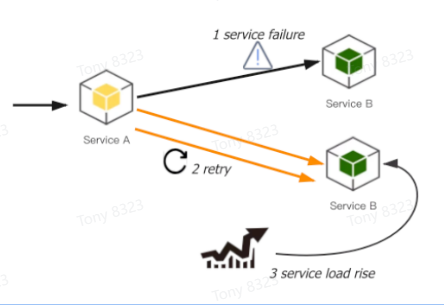 1 service failure
Tony 8323
8323
Service B
Service A
Tony 8323
2 retry
Service B
Tony 8323
Tony 8323
3 service load rise
Tony 8323